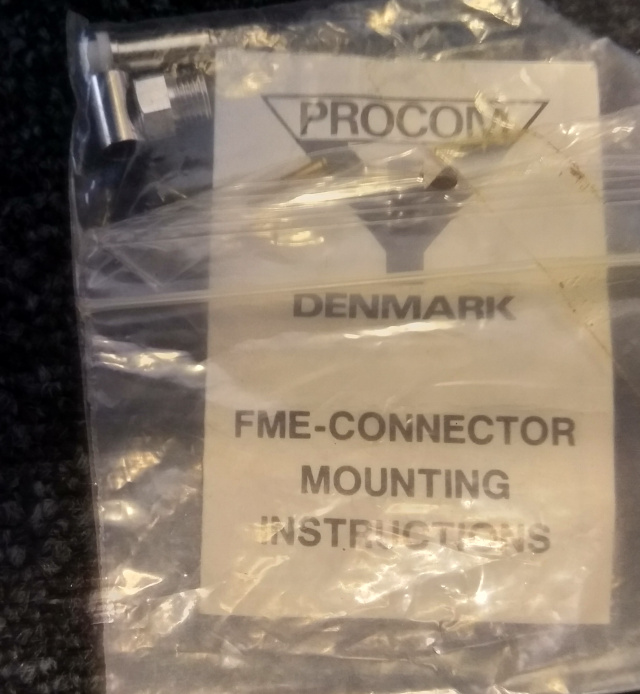 PROCOM
DENMARK
FME-CONNECTOR
MOUNTING
INSTRUCTIONS